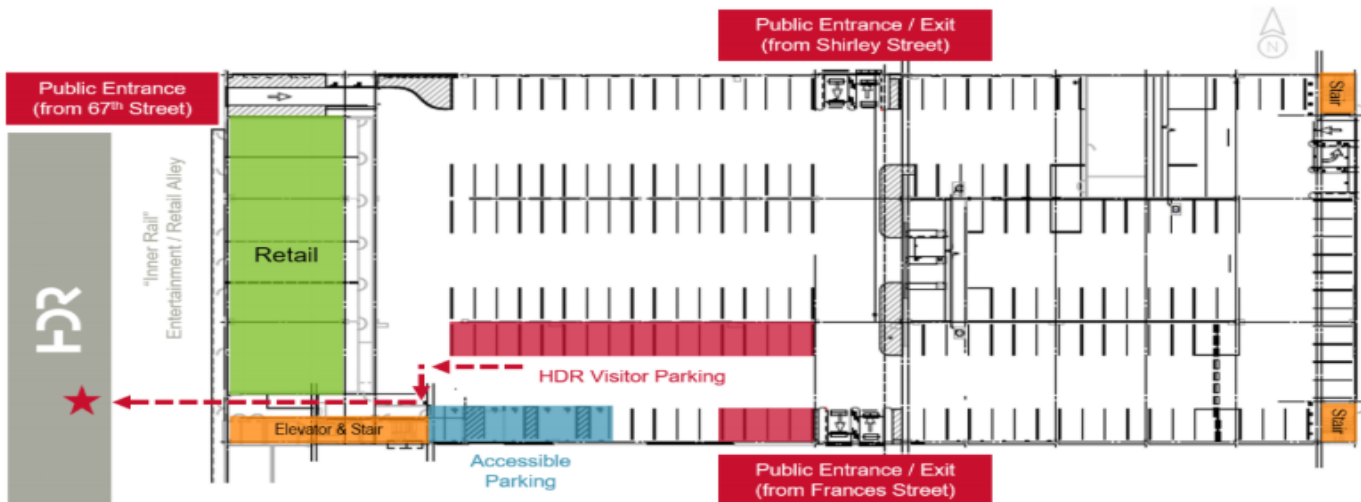 Public Entrance / Exit
(from Shirley Street)
N
Public Entrance
(from 67th Street)
Stair
"Inner Rail"
Entertainment / Retail Alley
Retail
HDR
HDR Visitor Parking
Elevator & Stair
Stair
Accessible
Parking
Public Entrance / Exit
(from Frances Street)